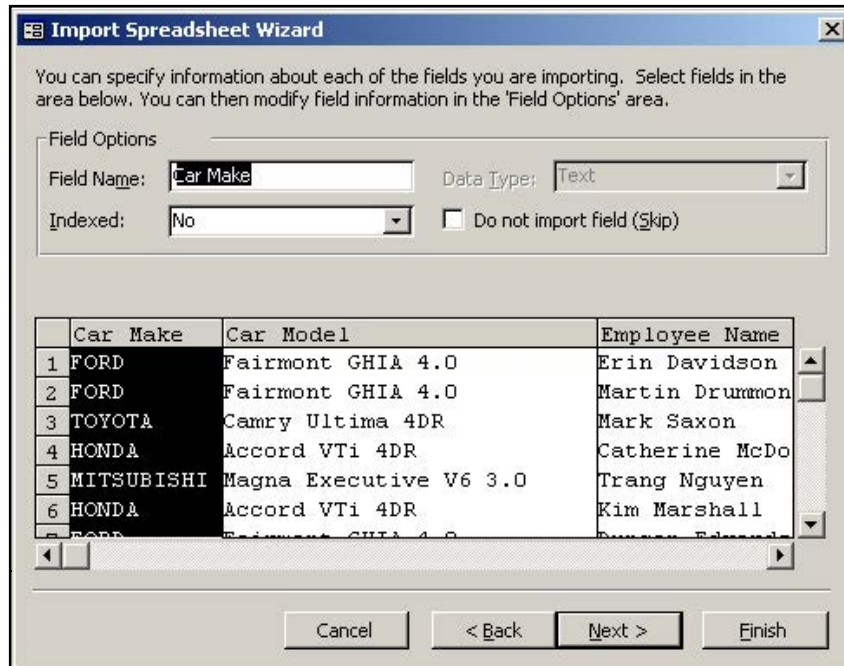 Import Spreadsheet Wizard
You can specify information about each of the fields you are importing. Select fields in the
area below. You can then modify field information in the 'Field Options' area.
Field Options
Field Name: Car Make Data Type: Text
Indexed: No Do not import field (Skip)
Car Make Car Model Employee Name
1 FORD Fairmont GHIA 4.0 Erin Davidson
2 FORD Fairmont GHIA 4.0 Martin Drummon
3 TOYOTA Camry Ultima 4DR Mark Saxon
4 HONDA Accord VTi 4DR Catherine McDo
5 MITSUBISHI Magna Executive V6 3.0 Trang Nguyen
6 HONDA Accord VTi 4DR Kim Marshall
FORD Fairmont GHIA 4.0
Cancel < Back Next > Finish